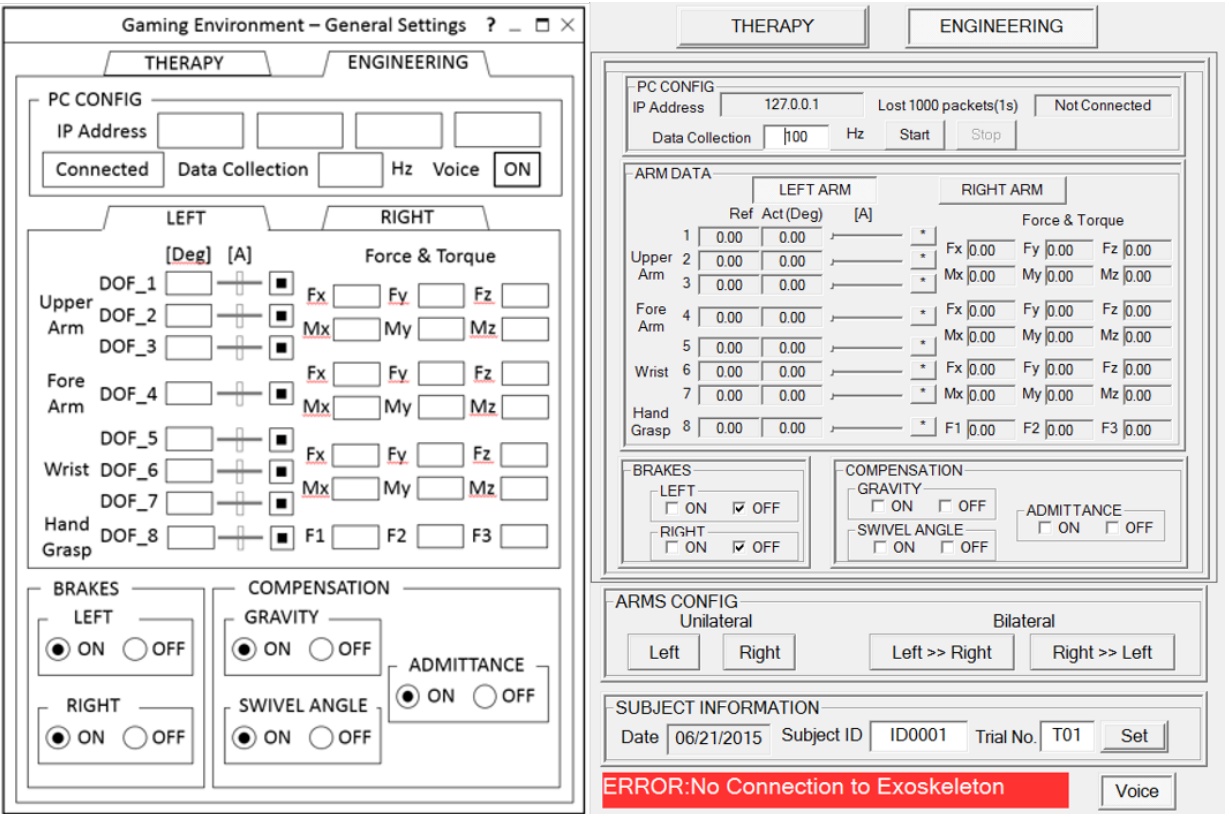 Gaming Environment – General Settings ?
THERAPY ENGINEERING
PC CONFIG
IP Address
Connected Data Collection Hz Voice ON
LEFT RIGHT
[Deg] [A] Force & Torque
Upper Arm
DOF_1
DOF_2
DOF_3
Fx Fy Fz
Mx My Mz
Fore Arm
DOF_4
Fx Fy Fz
Mx My Mz
Wrist
DOF_5
DOF_6
DOF_7
Fx Fy Fz
Mx My Mz
Hand Grasp
DOF_8 F1 F2 F3
BRAKES
LEFT
ON OFF
RIGHT
ON OFF
COMPENSATION
GRAVITY
ON OFF
SWIVEL ANGLE
ON OFF
ADMITTANCE
ON OFF
THERAPY ENGINEERING
PC CONFIG
IP Address 127.0.0.1 Lost 1000 packets(1s) Not Connected
Data Collection 100 Hz Start Stop
ARM DATA
LEFT ARM RIGHT ARM
Ref Act (Deg) [A] Force & Torque
Upper Arm
1 0.00 0.00 *
2 0.00 0.00 *
3 0.00 0.00 *
Fx 0.00 Fy 0.00 Fz 0.00
Mx 0.00 My 0.00 Mz 0.00
Fore Arm
4 0.00 0.00 *
Fx 0.00 Fy 0.00 Fz 0.00
Mx 0.00 My 0.00 Mz 0.00
Wrist
5 0.00 0.00 *
6 0.00 0.00 *
7 0.00 0.00 *
Fx 0.00 Fy 0.00 Fz 0.00
Mx 0.00 My 0.00 Mz 0.00
Hand Grasp
8 0.00 0.00 * F1 0.00 F2 0.00 F3 0.00
BRAKES
LEFT
ON OFF
RIGHT
ON OFF
COMPENSATION
GRAVITY
ON OFF
SWIVEL ANGLE
ON OFF
ADMITTANCE
ON OFF
ARMS CONFIG
Unilateral Bilateral
Left Right Left >> Right Right >> Left
SUBJECT INFORMATION
Date 06/21/2015 Subject ID ID0001 Trial No. T01 Set
ERROR:No Connection to Exoskeleton Voice